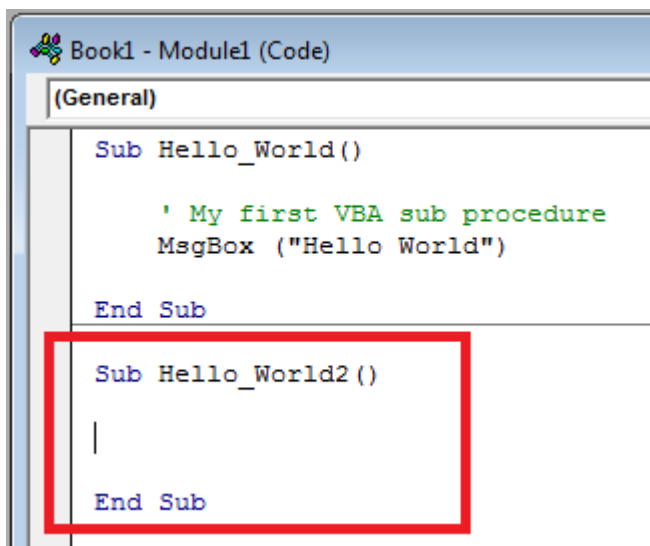 Book1 - Module1 (Code)
(General)
Sub Hello_World()
' My first VBA sub procedure
MsgBox ("Hello World")
End Sub
Sub Hello_World2()
End Sub